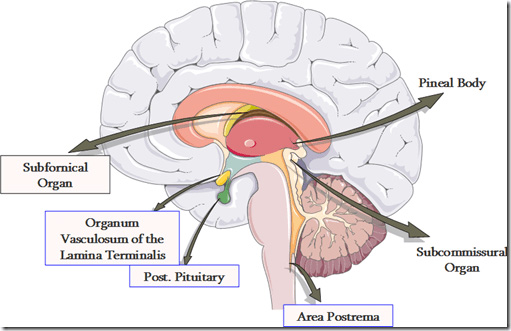 Pineal Body
Subfornical
Organ
Organum
Vasculosum of the
Lamina Terminalis
Subcommissural
Organ
Post. Pituitary
Area Postrema